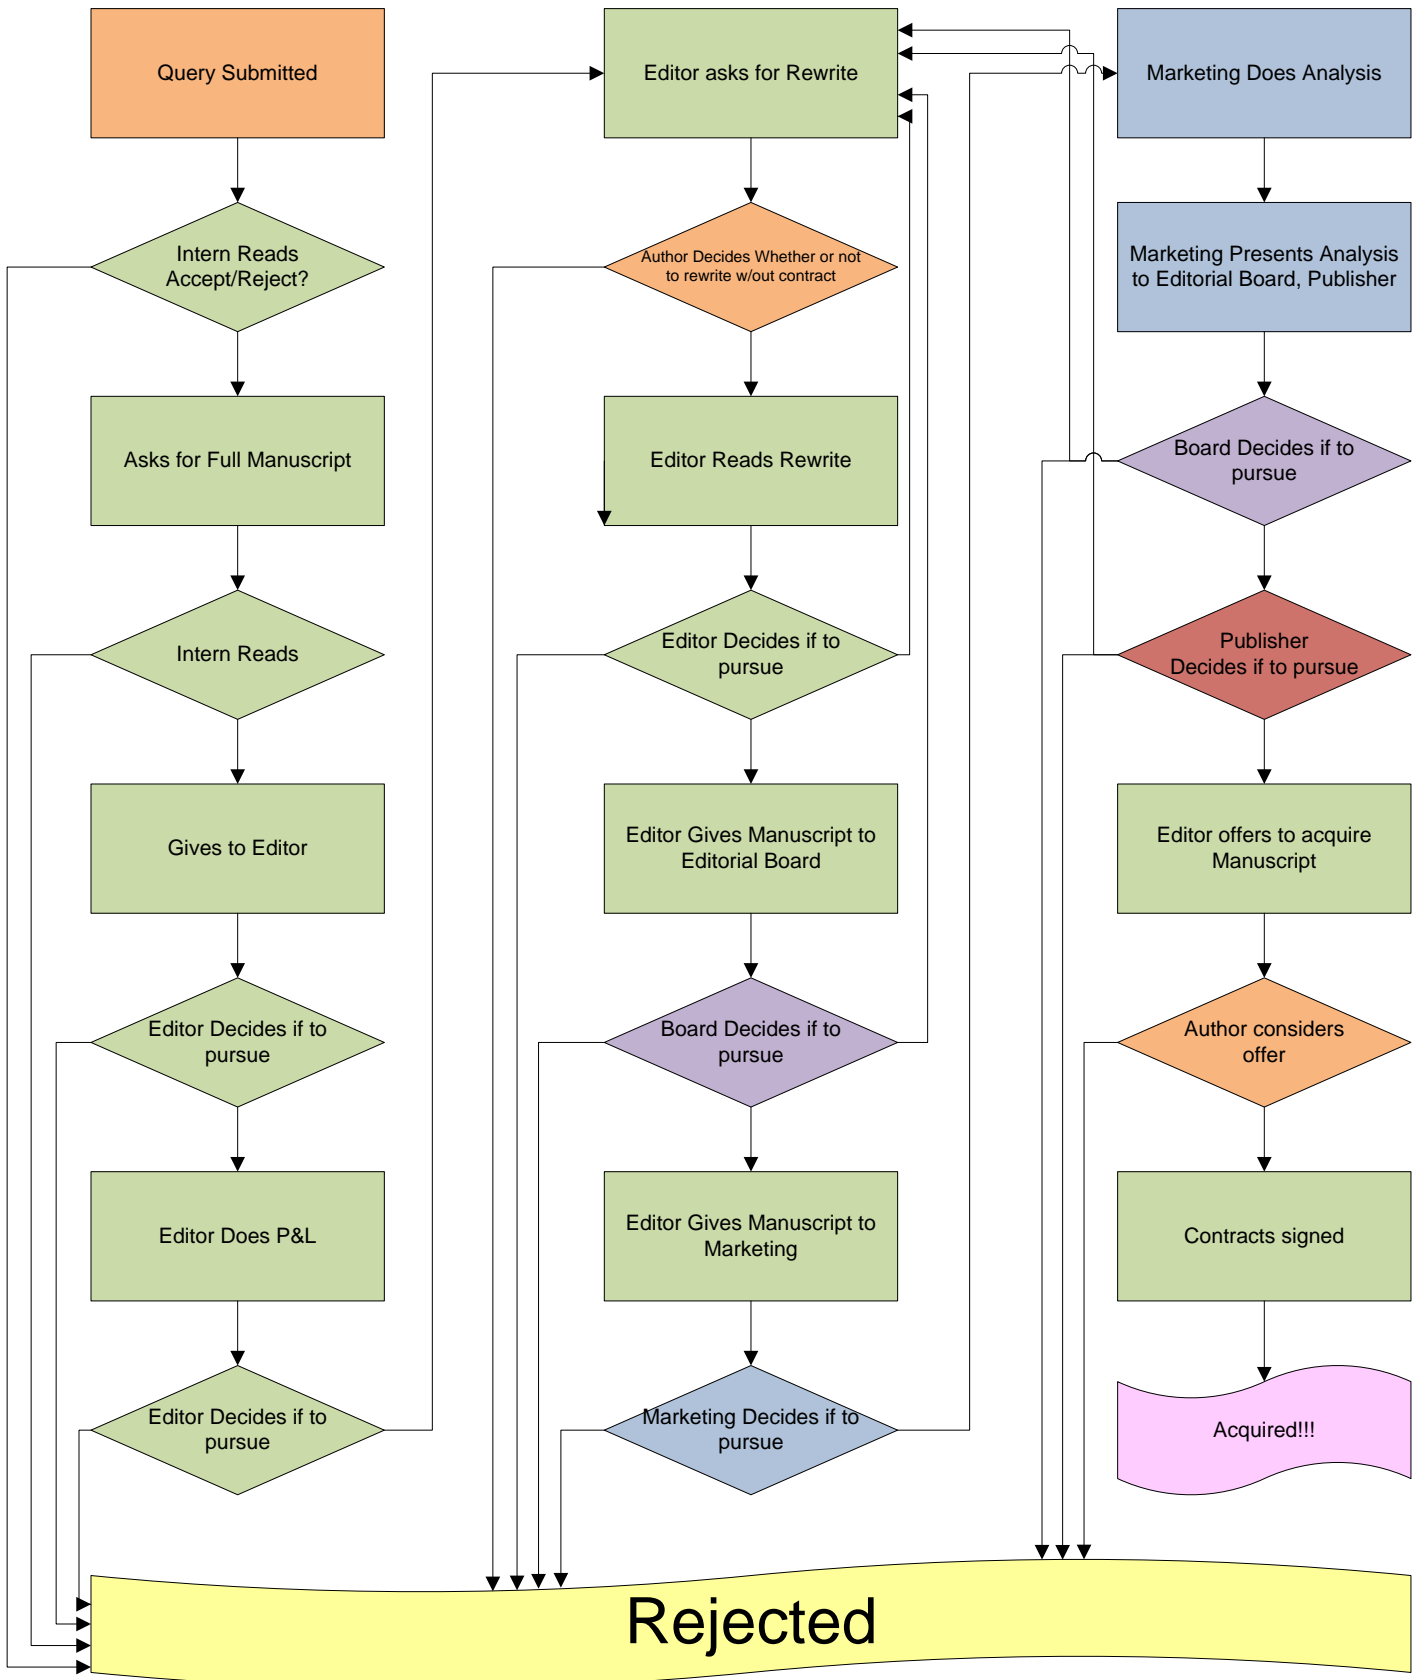 Query Submitted
Intern Reads
Accept/Reject?
Asks for Full Manuscript
Intern Reads
Gives to Editor
Editor Decides if to
pursue
Editor Does P&L
Editor Decides if to
pursue
Editor asks for Rewrite
Author Decides Whether or not
to rewrite w/out contract
Editor Reads Rewrite
Editor Decides if to
pursue
Editor Gives Manuscript to
Editorial Board
Board Decides if to
pursue
Editor Gives Manuscript to
Marketing
Marketing Decides if to
pursue
Marketing Does Analysis
Marketing Presents Analysis
to Editorial Board, Publisher
Board Decides if to
pursue
Publisher
Decides if to pursue
Editor offers to acquire
Manuscript
Author considers
offer
Contracts signed
Acquired!!!
Rejected